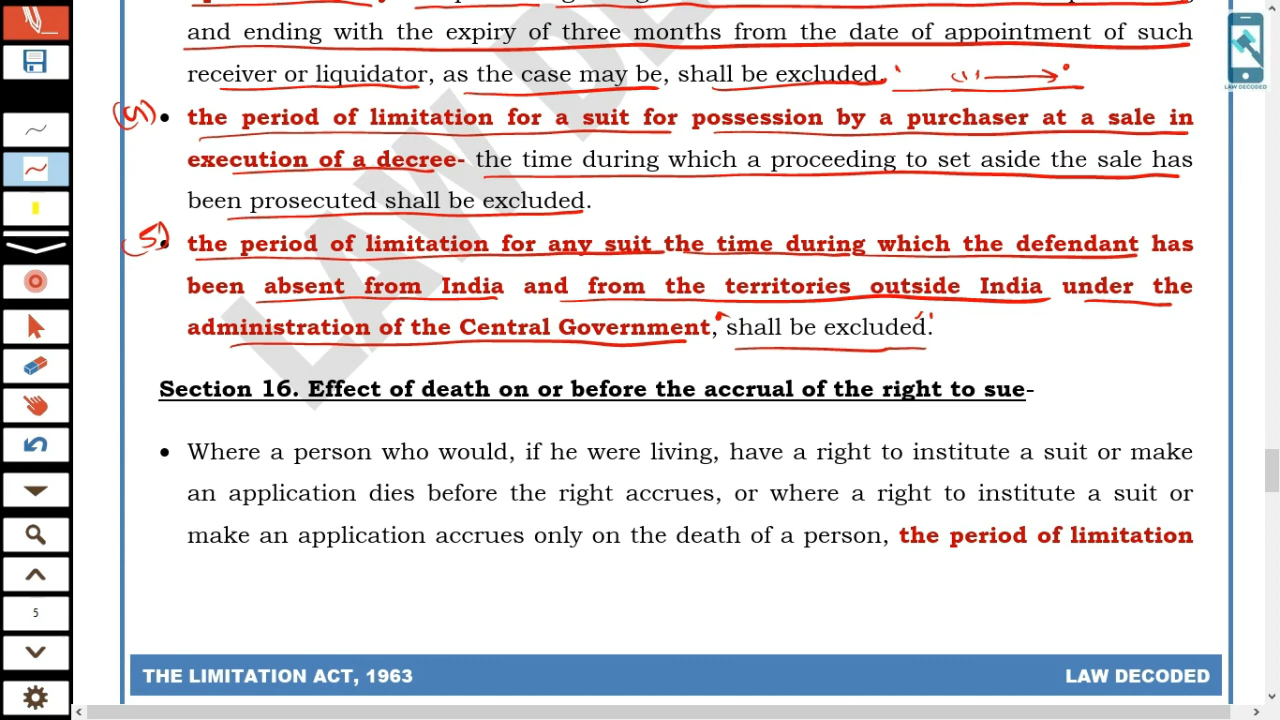 and ending with the expiry of three months from the date of appointment of such
receiver or liquidator, as the case may be, shall be excluded.
LAW DECODED
(4) • the period of limitation for a suit for possession by a purchaser at a sale in
execution of a decree- the time during which a proceeding to set aside the sale has
been prosecuted shall be excluded.
(5) • the period of limitation for any suit the time during which the defendant has
been absent from India and from the territories outside India under the
administration of the Central Government, shall be excluded.
Section 16. Effect of death on or before the accrual of the right to sue-
• Where a person who would, if he were living, have a right to institute a suit or make
an application dies before the right accrues, or where a right to institute a suit or
make an application accrues only on the death of a person, the period of limitation
5
THE LIMITATION ACT, 1963 LAW DECODED
LAW DE